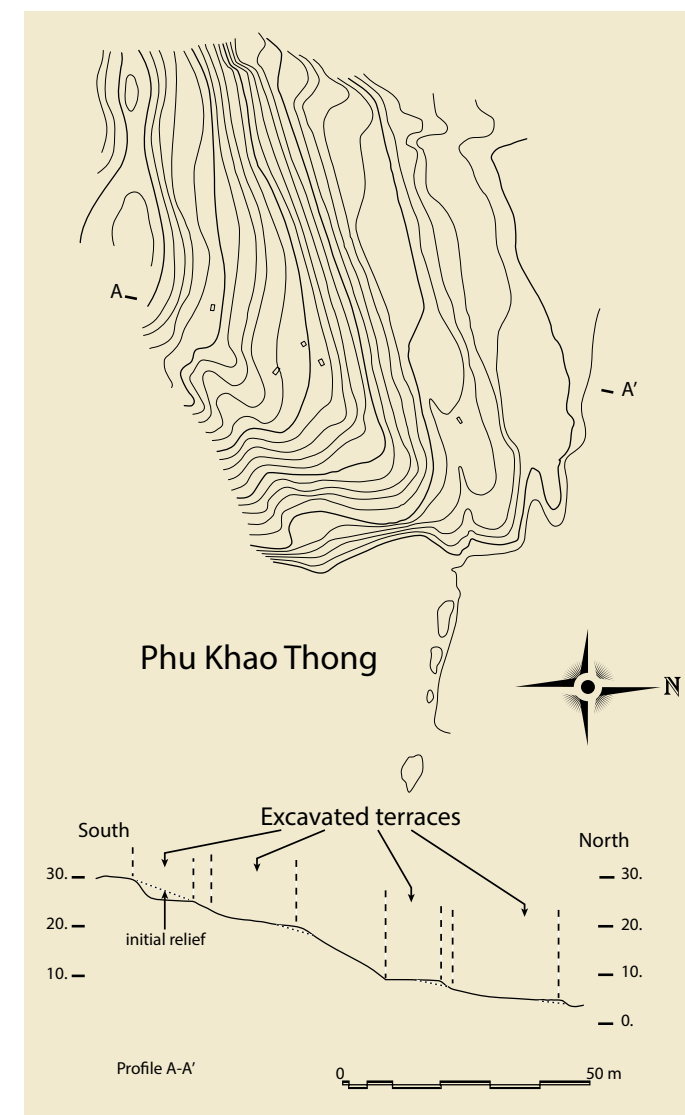 A
A′
Phu Khao Thong
N
Excavated terraces
South
North
30.
30.
20.
20.
initial relief
10.
10.
0.
Profile A-A′
0
50 m